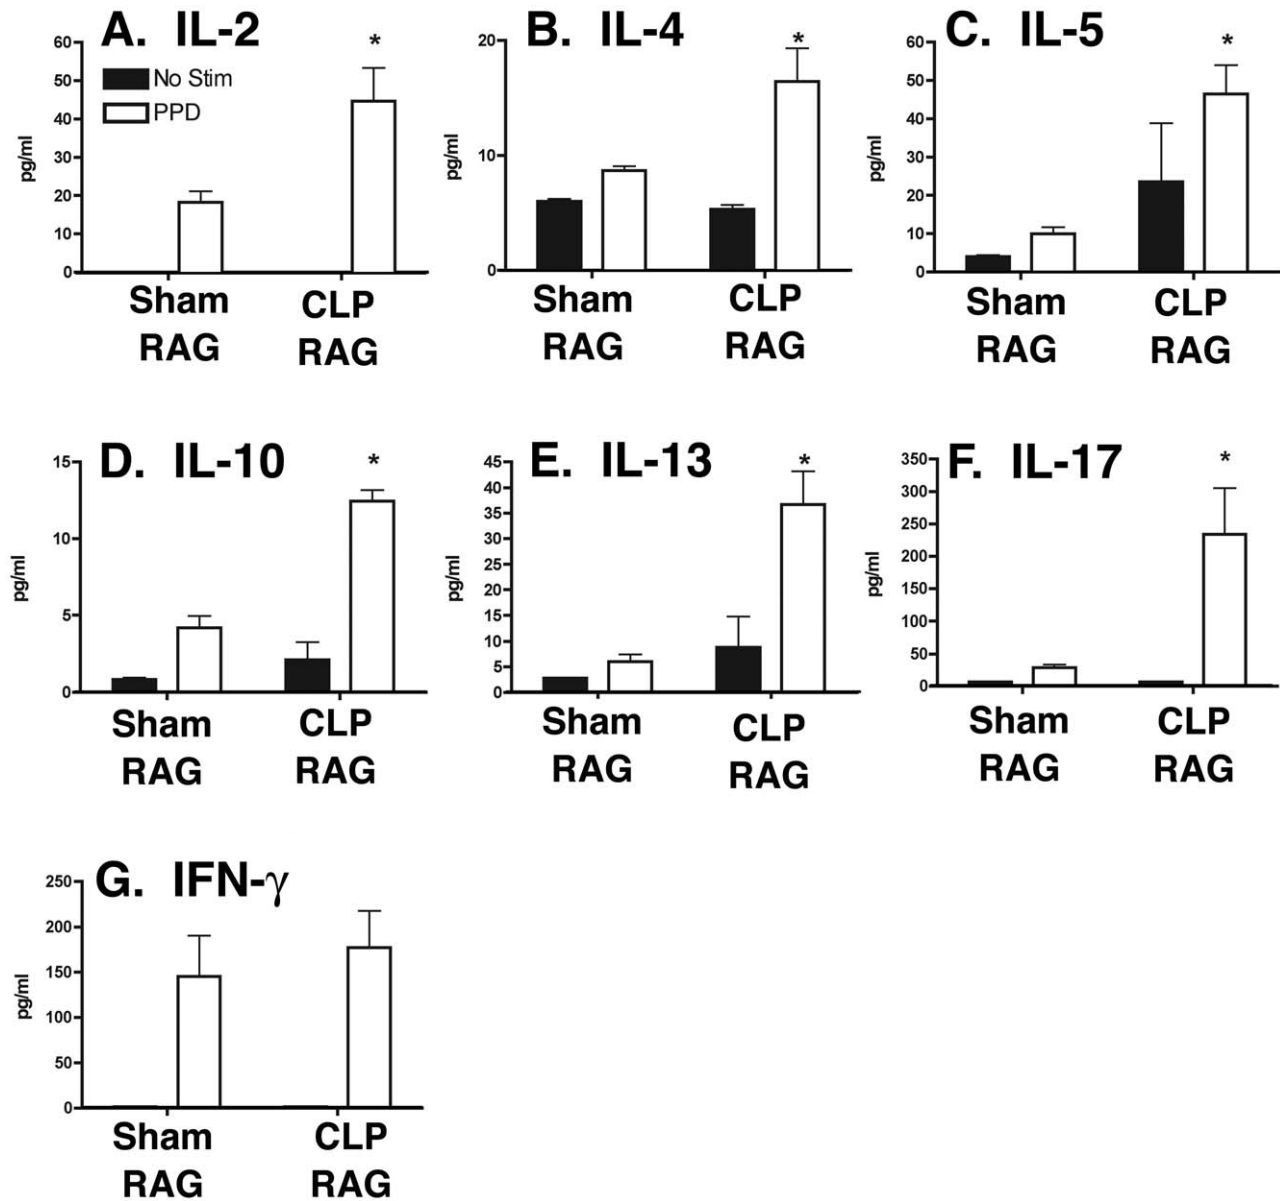 A. IL-2
*
60
50
40
30
20
10
0
pg/ml
No Stim
PPD
Sham
RAG
CLP
RAG
B. IL-4
*
20
10
0
pg/ml
Sham
RAG
CLP
RAG
C. IL-5
*
60
50
40
30
20
10
0
pg/ml
Sham
RAG
CLP
RAG
D. IL-10
*
15
10
5
0
pg/ml
Sham
RAG
CLP
RAG
E. IL-13
*
45
40
35
30
25
20
15
10
5
0
pg/ml
Sham
RAG
CLP
RAG
F. IL-17
*
350
300
250
200
150
100
50
0
pg/ml
Sham
RAG
CLP
RAG
G. IFN-γ
250
200
150
100
50
0
pg/ml
Sham
RAG
CLP
RAG